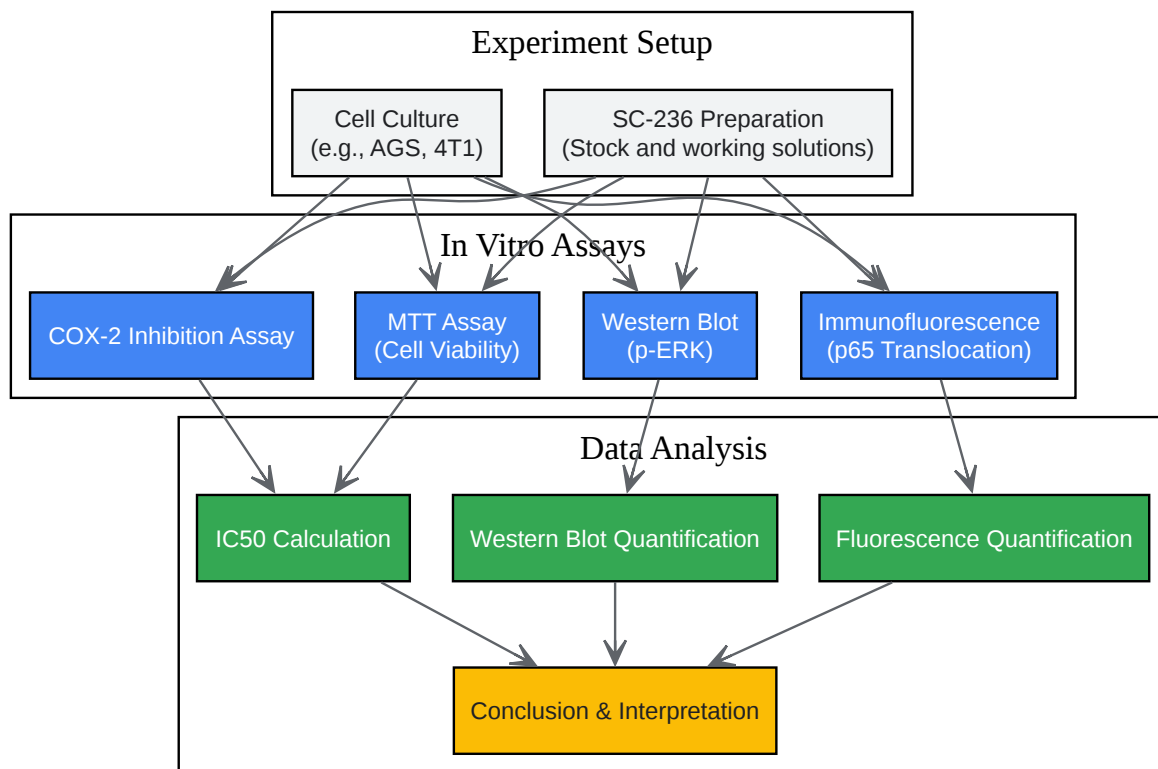 Experiment Setup
Cell Culture
(e.g., AGS, 4T1)
SC-236 Preparation
(Stock and working solutions)
In Vitro Assays
COX-2 Inhibition Assay
MTT Assay
(Cell Viability)
Western Blot
(p-ERK)
Immunofluorescence
(p65 Translocation)
Data Analysis
IC50 Calculation
Western Blot Quantification
Fluorescence Quantification
Conclusion & Interpretation